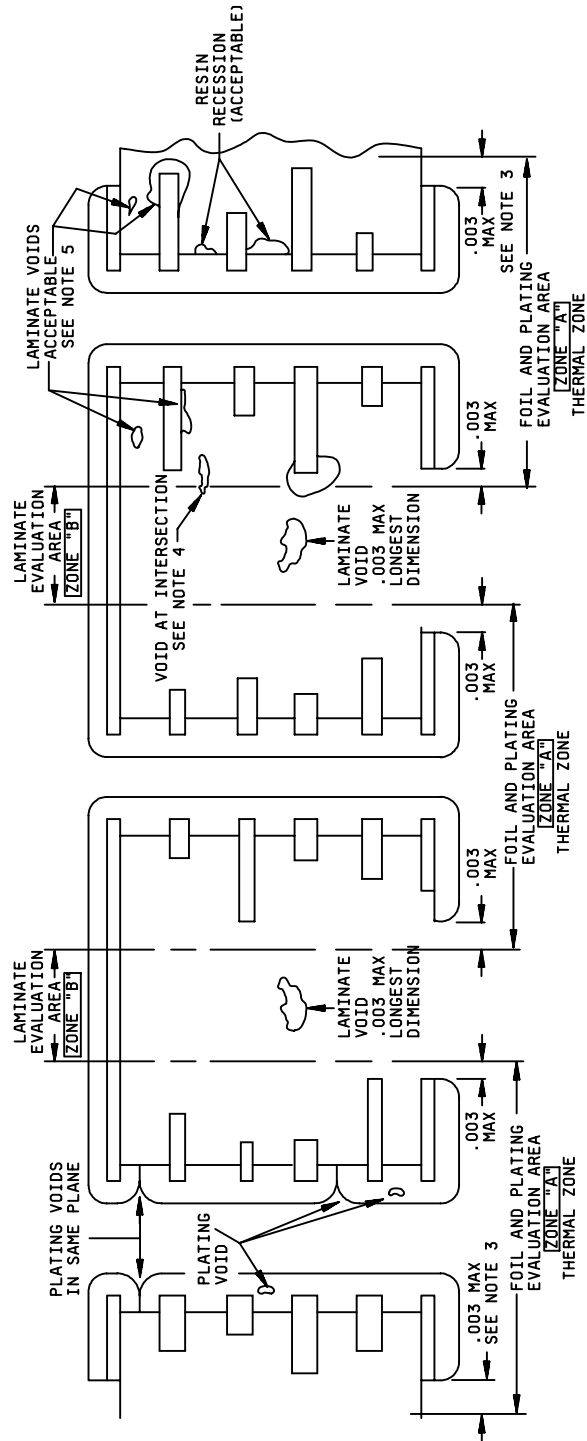 PLATING VOIDS
IN SAME PLANE
LAMINATE
EVALUATION
AREA
ZONE "B"
LAMINATE
EVALUATION
AREA
ZONE "B"
LAMINATE VOIDS
ACCEPTABLE
SEE NOTE 5
RESIN
RECESSION
(ACCEPTABLE)
PLATING
VOID
VOID AT INTERSECTION
SEE NOTE 4
LAMINATE
VOID
.003 MAX
LONGEST
DIMENSION
LAMINATE
VOID
.003 MAX
LONGEST
DIMENSION
.003 MAX
SEE NOTE 3
.003
MAX
.003
MAX
.003
MAX
.003
MAX
.003
MAX
SEE NOTE 3
FOIL AND PLATING
EVALUATION AREA
ZONE "A"
THERMAL ZONE
FOIL AND PLATING
EVALUATION AREA
ZONE "A"
THERMAL ZONE
FOIL AND PLATING
EVALUATION AREA
ZONE "A"
THERMAL ZONE